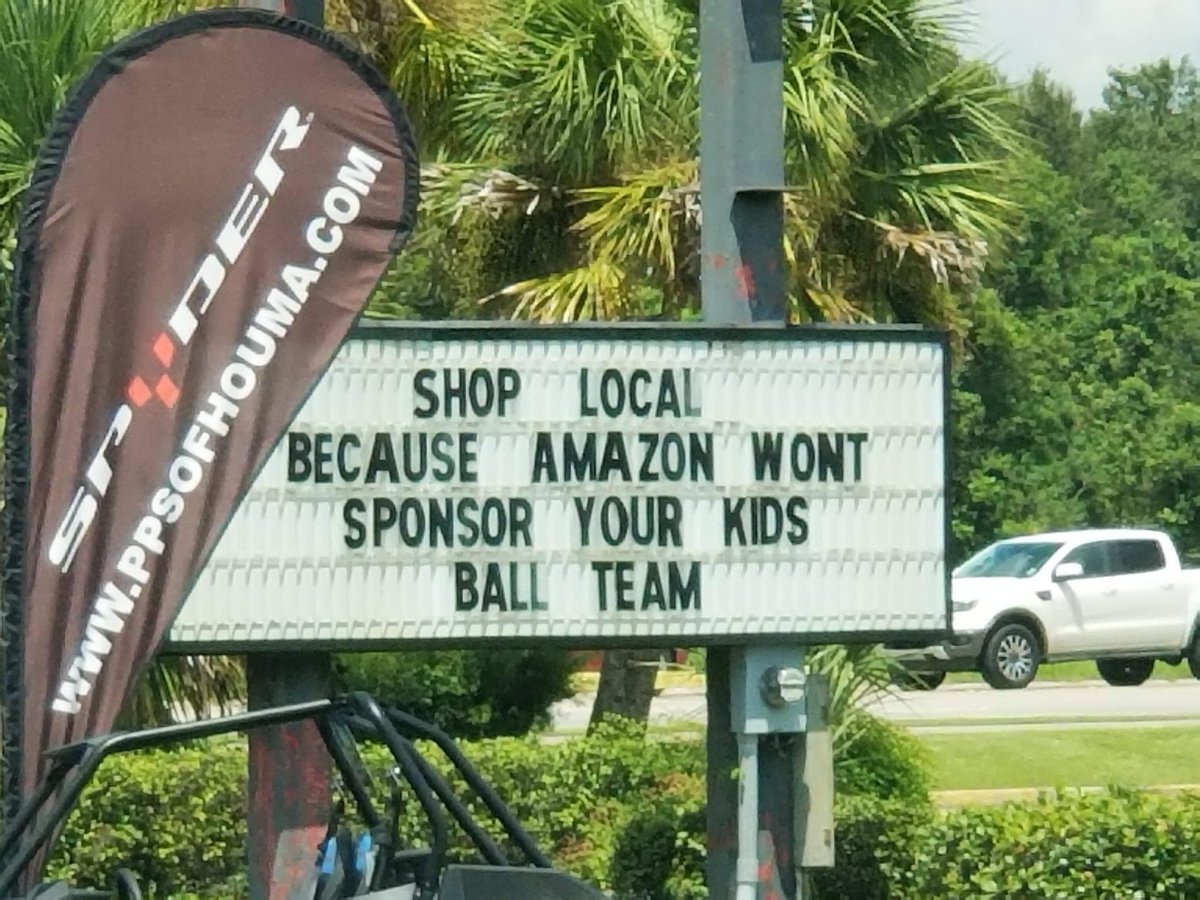 SPYDER
WWW.PPSOFHOUMA.COM
SHOP LOCAL
BECAUSE AMAZON WONT
SPONSOR YOUR KIDS
BALL TEAM